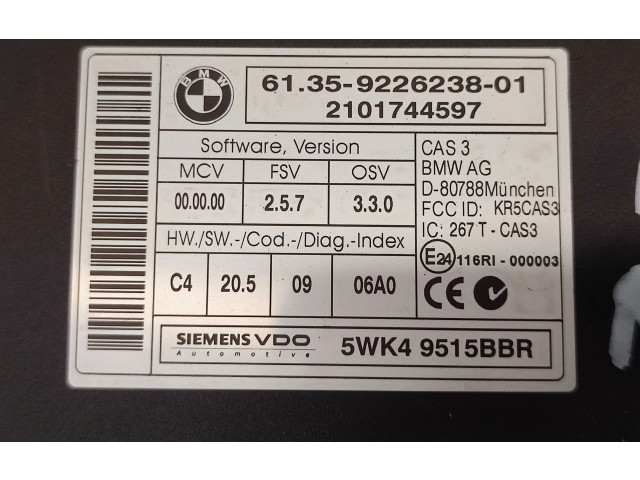 BMW
61.35-9226238-01
2101744597
Software, Version
MCV FSV OSV
00.00.00 2.5.7 3.3.0
HW./SW.-/Cod.-/Diag.-Index
C4 20.5 09 06A0
CAS 3
BMW AG
D-80788München
FCC ID: KR5CAS3
IC: 267 T - CAS3
E24 116RI - 000003
CE
SIEMENS VDO
Automotive
5WK4 9515BBR